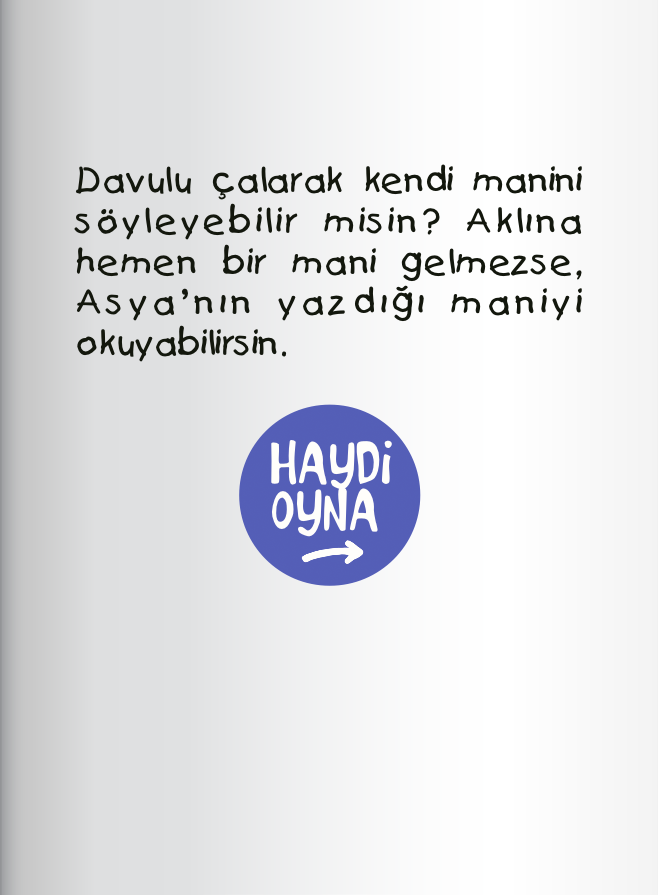 Davulu çalarak kendi manini
söyleyebilir misin? Aklına
hemen bir mani gelmezse,
Asya'nın yazdığı maniyi
okuyabilirsin.
HAYDİ
OYNA